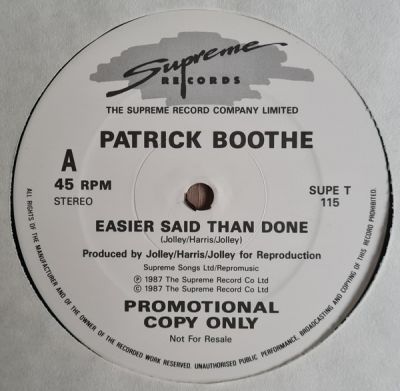 Supreme
RECORDS
THE SUPREME RECORD COMPANY LIMITED
PATRICK BOOTHE
A
45 RPM
STEREO
SUPE T
115
EASIER SAID THAN DONE
(Jolley/Harris/Jolley)
Produced by Jolley/Harris/Jolley for Reproduction
Supreme Songs Ltd/Repromusic
℗ 1987 The Supreme Record Co Ltd
© 1987 The Supreme Record Co Ltd
PROMOTIONAL
COPY ONLY
Not For Resale
ALL RIGHTS OF THE MANUFACTURER AND OF THE OWNER OF THE RECORDED WORK RESERVED. UNAUTHORISED PUBLIC PERFORMANCE, BROADCASTING AND COPYING OF THIS RECORD PROHIBITED.